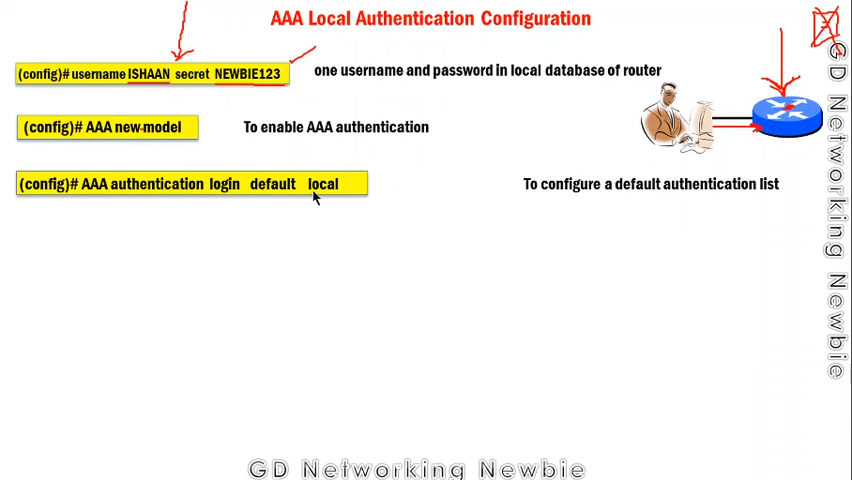 AAA Local Authentication Configuration
(config)# username ISHAAN secret NEWBIE123
one username and password in local database of router
(config)# AAA new-model
To enable AAA authentication
(config)# AAA authentication login default local
To configure a default authentication list
GD Networking Newbie
GD Networking Newbie